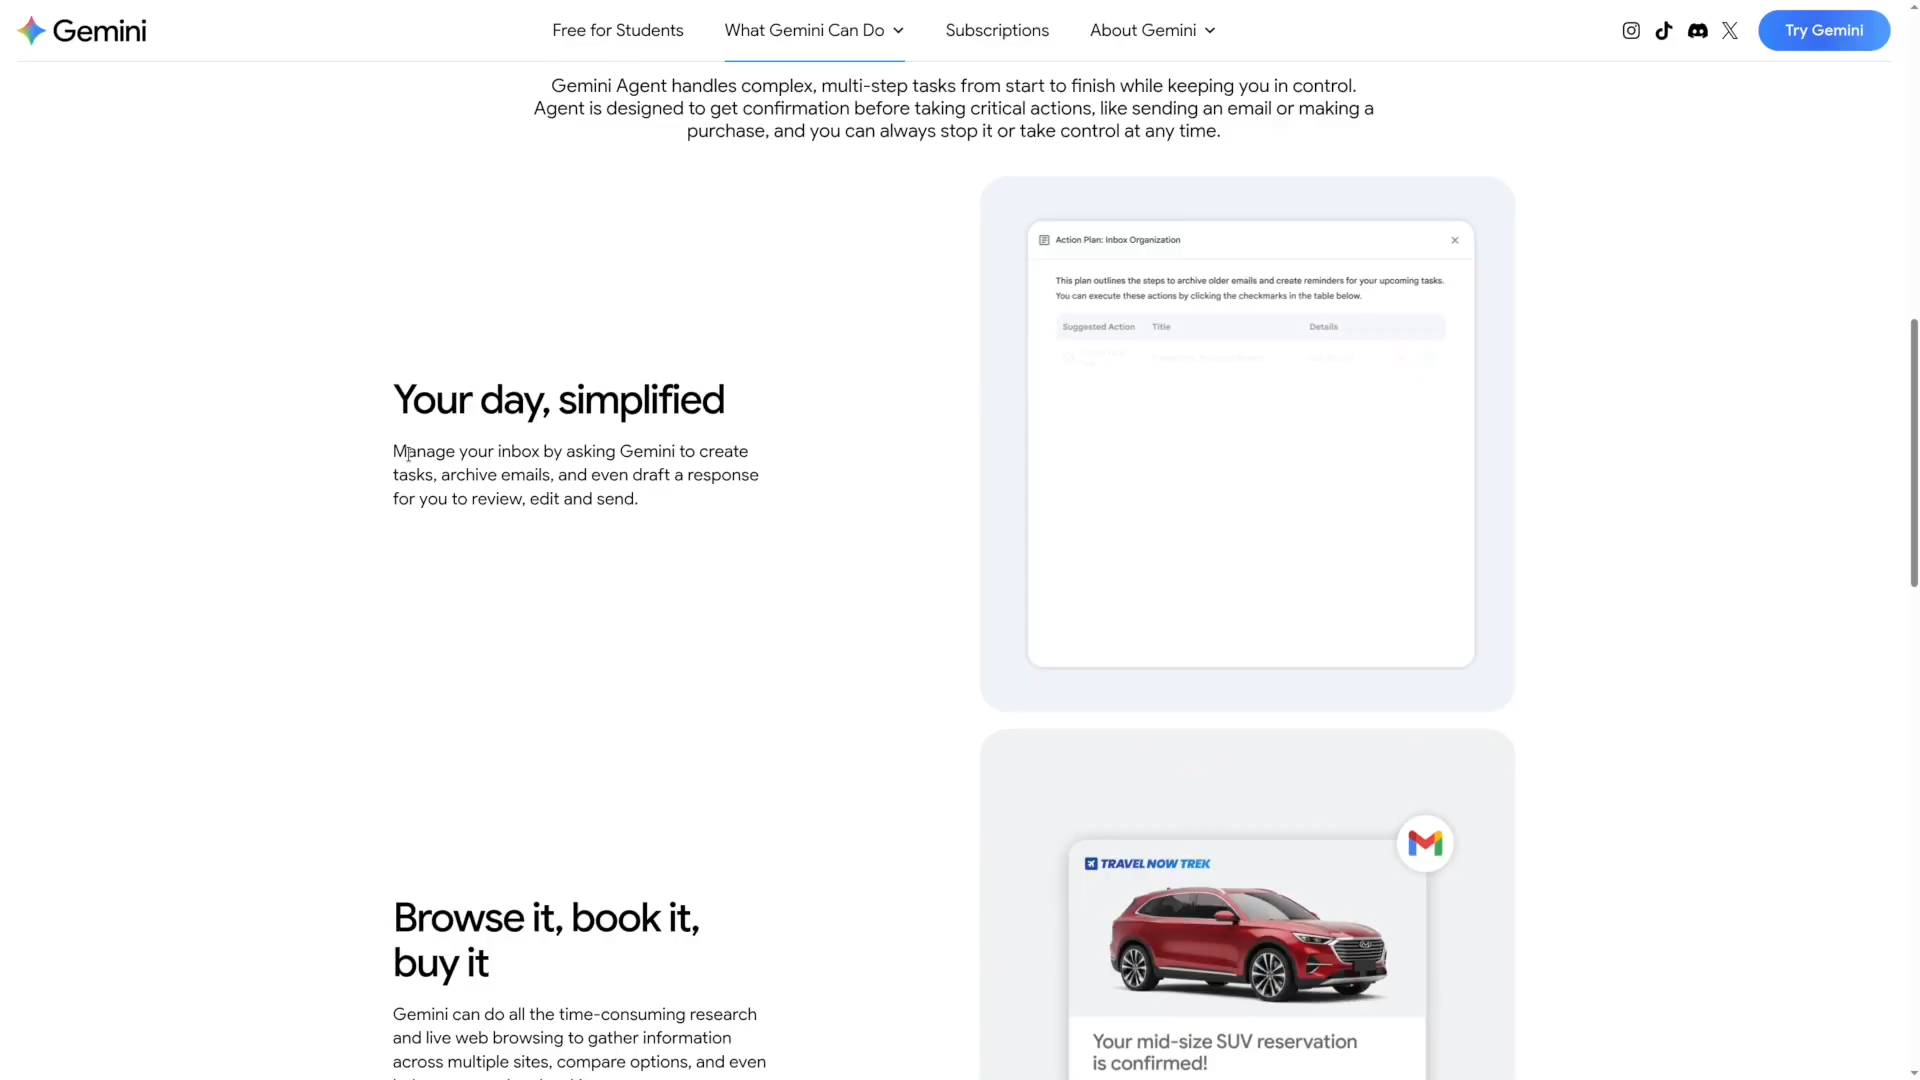 Gemini
Free for Students
What Gemini Can Do
Subscriptions
About Gemini
Try Gemini
Gemini Agent handles complex, multi-step tasks from start to finish while keeping you in control.
Agent is designed to get confirmation before taking critical actions, like sending an email or making a
purchase, and you can always stop it or take control at any time.
Action Plan: Inbox Organization
This plan outlines the steps to archive older emails and create reminders for your upcoming tasks.
You can execute these actions by clicking the checkmarks in the table below.
Suggested Action Title Details
Your day, simplified
Manage your inbox by asking Gemini to create
tasks, archive emails, and even draft a response
for you to review, edit and send.
TRAVEL NOW TREK
Your mid-size SUV reservation
is confirmed!
Browse it, book it,
buy it
Gemini can do all the time-consuming research
and live web browsing to gather information
across multiple sites, compare options, and even